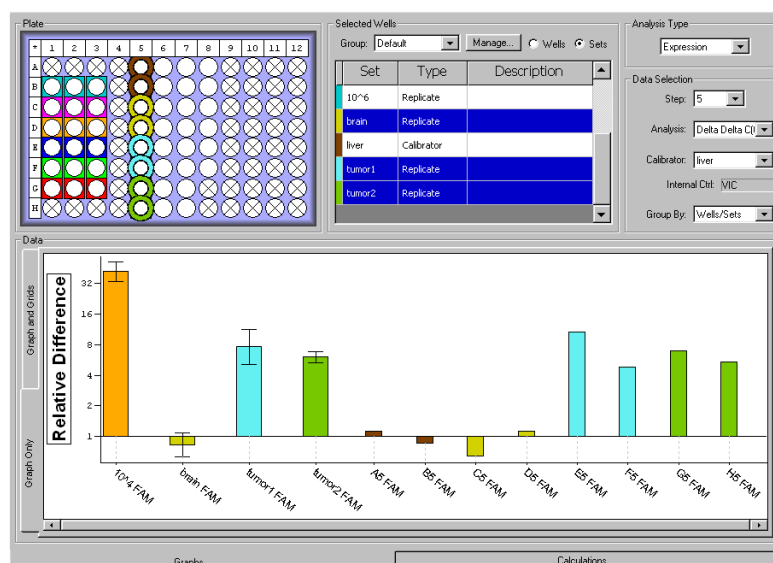 Plate
* 1 2 3 4 5 6 7 8 9 10 11 12
A
B
C
D
E
F
G
H
Selected Wells
Group: Default Manage... Wells Sets
Set Type Description
10^6 Replicate
brain Replicate
liver Calibrator
tumor1 Replicate
tumor2 Replicate
Analysis Type
Expression
Data Selection
Step: 5
Analysis: Delta Delta C(
Calibrator: liver
Internal Ctrl: VIC
Group By: Wells/Sets
Data
Graph and Grids
Graph Only
Relative Difference
32
16
8
4
2
1
10^4 FAM
brain FAM
tumor1 FAM
tumor2 FAM
A5 FAM
B5 FAM
C5 FAM
D5 FAM
E5 FAM
F5 FAM
G5 FAM
H5 FAM
Graphs
Calculations